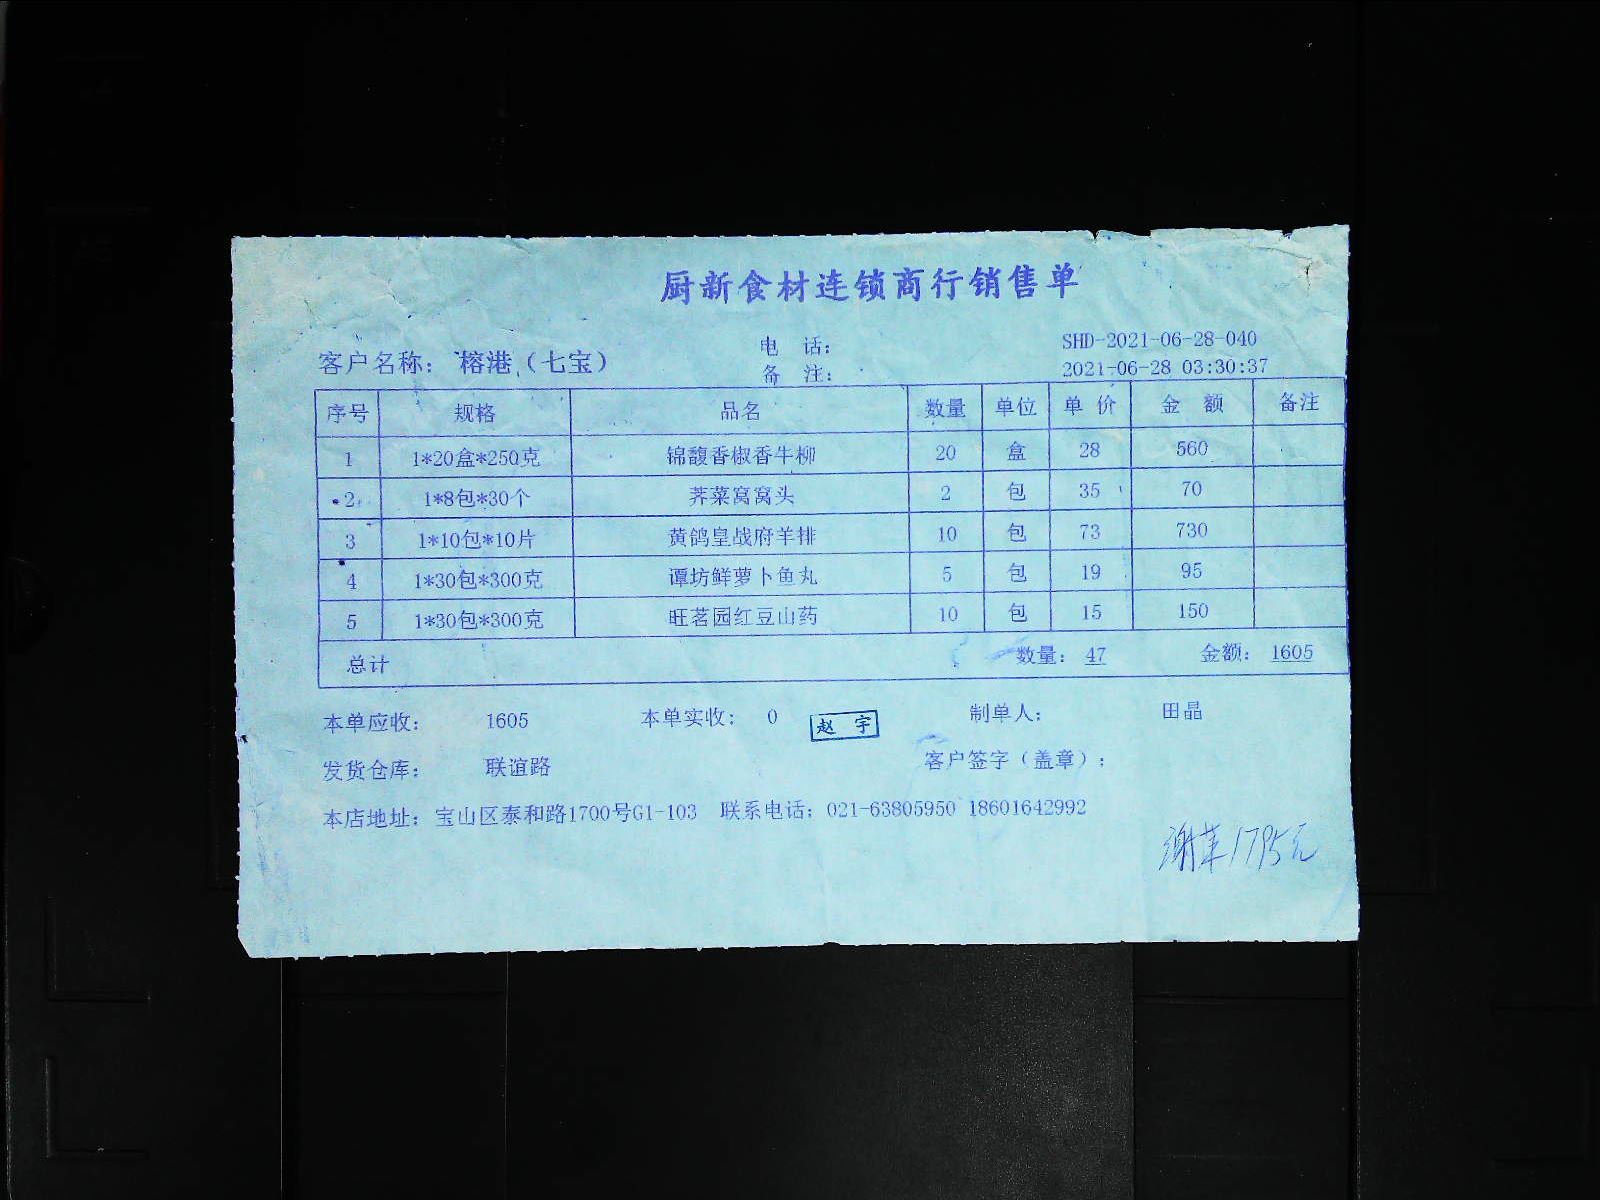 厨新食材连锁商行销售单
客户名称： 榕港（七宝） 电 话： SHD-2021-06-28-040
备 注： 2021-06-28 03:30:37
序号 规格 品名 数量 单位 单 价 金 额 备注
1 1*20盒*250克 锦馥香椒香牛柳 20 盒 28 560
2 1*8包*30个 荠菜窝窝头 2 包 35 70
3 1*10包*10片 黄鸽皇战府羊排 10 包 73 730
4 1*30包*300克 谭坊鲜萝卜鱼丸 5 包 19 95
5 1*30包*300克 旺茗园红豆山药 10 包 15 150
总计 数量： 47 金额： 1605
本单应收： 1605 本单实收： 0 赵 宇 制单人： 田晶
发货仓库： 联谊路 客户签字（盖章）：
本店地址：宝山区泰和路1700号G1-103 联系电话：021-63805950 18601642992
1795元